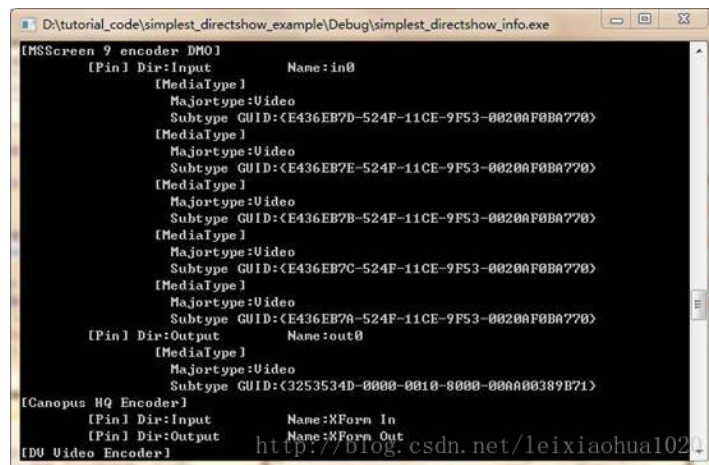 D:\tutorial_code\simplest_directshow_example\Debug\simplest_directshow_info.exe
[MSScreen 9 encoder DMO]
[Pin] Dir:Input Name:in0
[MediaType]
Majortype:Video
Subtype GUID:{E436EB7D-524F-11CE-9F53-0020AF0BA770}
[MediaType]
Majortype:Video
Subtype GUID:{E436EB7E-524F-11CE-9F53-0020AF0BA770}
[MediaType]
Majortype:Video
Subtype GUID:{E436EB7B-524F-11CE-9F53-0020AF0BA770}
[MediaType]
Majortype:Video
Subtype GUID:{E436EB7C-524F-11CE-9F53-0020AF0BA770}
[MediaType]
Majortype:Video
Subtype GUID:{E436EB7A-524F-11CE-9F53-0020AF0BA770}
[Pin] Dir:Output Name:out0
[MediaType]
Majortype:Video
Subtype GUID:{3253534D-0000-0010-8000-00AA00389B71}
[Canopus HQ Encoder]
[Pin] Dir:Input Name:XForm In
[Pin] Dir:Output Name:XForm Out
[DV Video Encoder]
http://blog.csdn.net/leixiaohua1020